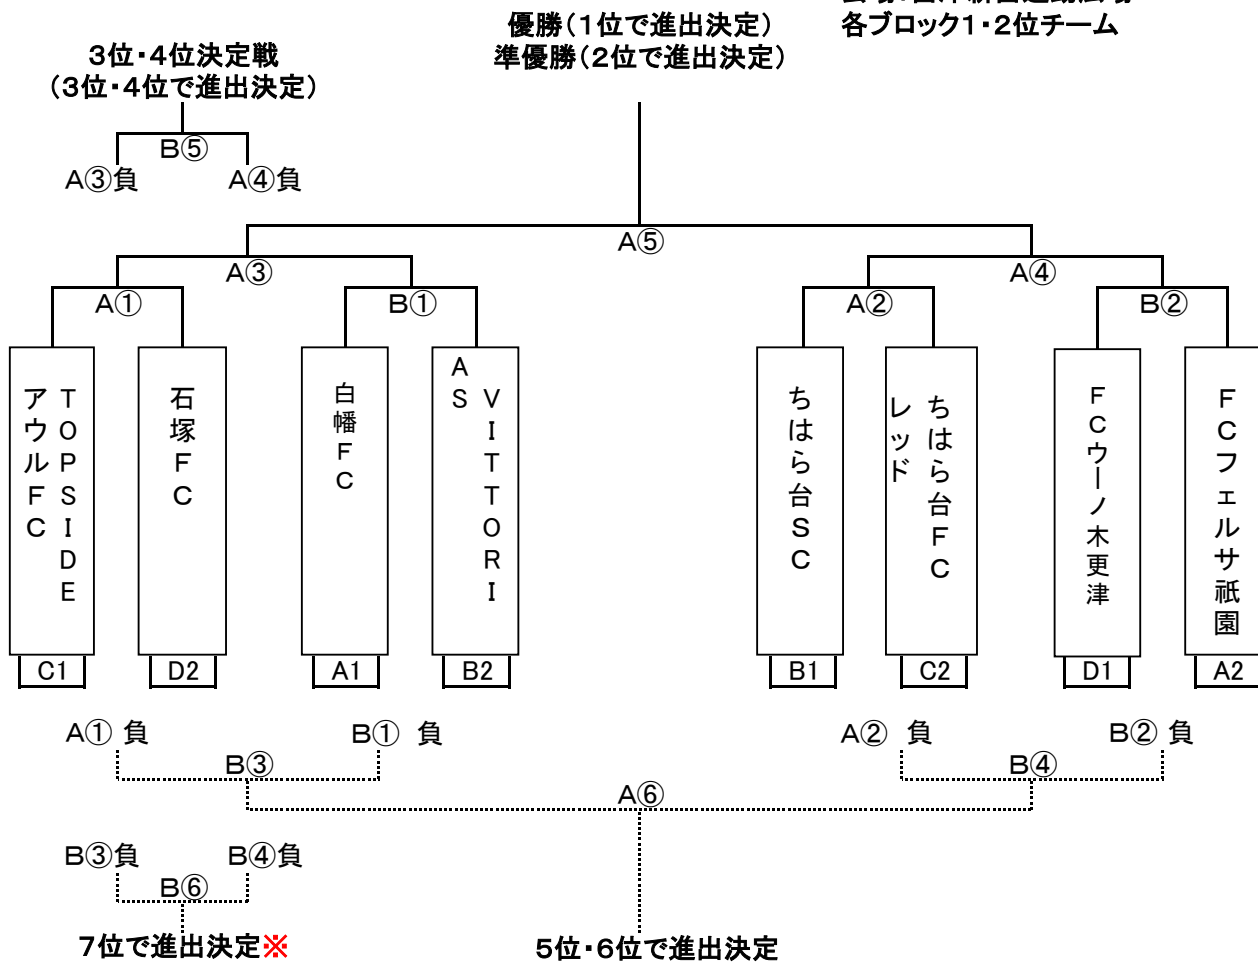 優勝（1位で進出決定）
準優勝（2位で進出決定）
各ブロック1・2位チーム
3位・4位決定戦
（3位・4位で進出決定）
B⑤
A③負
A④負
A⑤
A③
A④
A①
B①
A②
B②
TOPSIDE
アウルFC
石塚FC
白幡FC
AS
VITTORI
ちはら台SC
ちはら台FC
レッド
FCウーノ木更津
FCフェルサ祇園
C1
D2
A1
B2
B1
C2
D1
A2
A① 負
B① 負
A② 負
B② 負
B③
B④
A⑥
B③負
B④負
B⑥
7位で進出決定※
5位・6位で進出決定